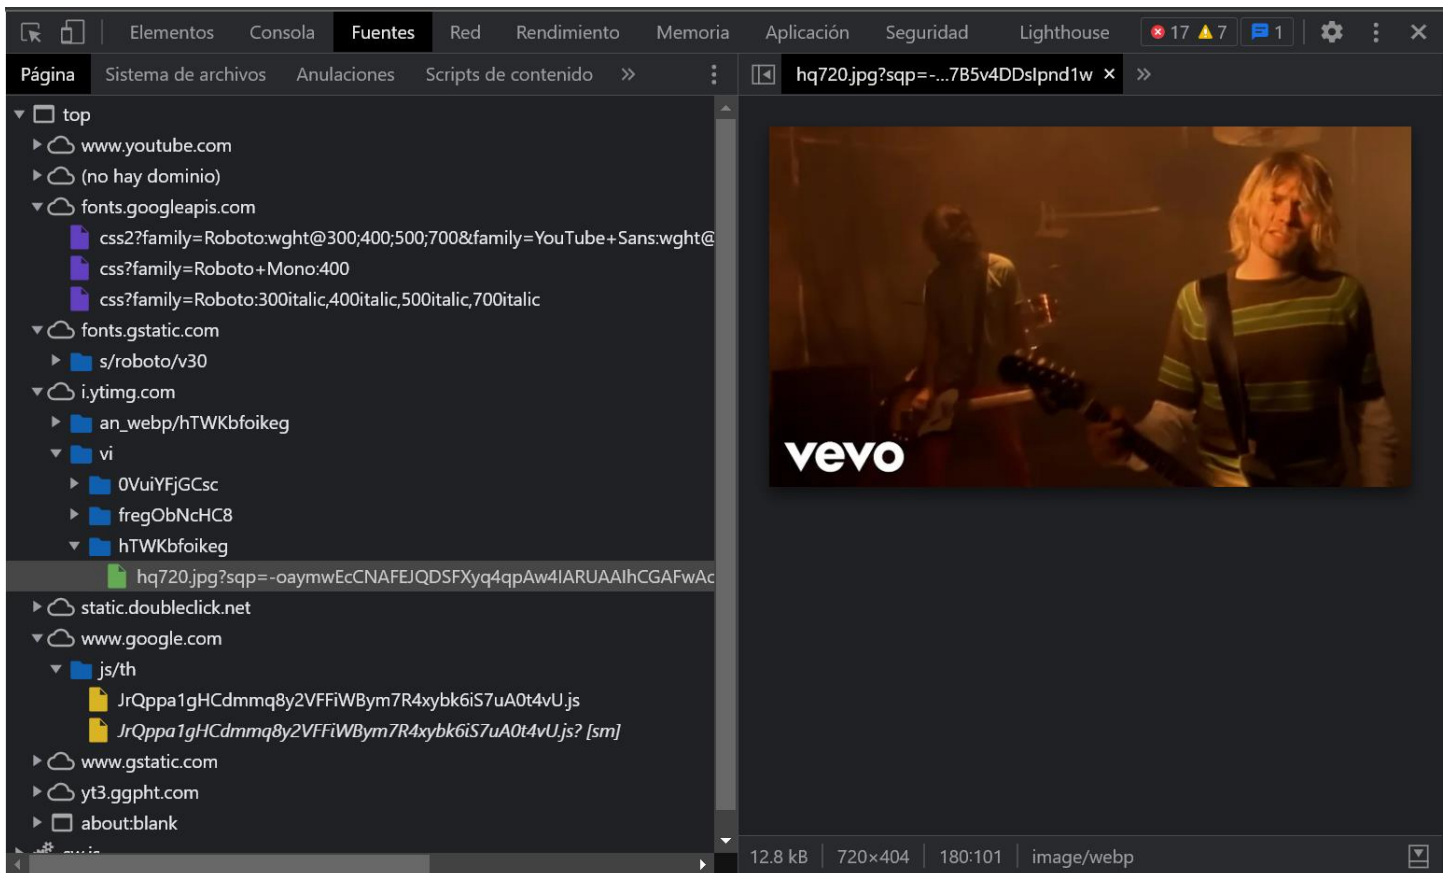 Elementos Consola Fuentes Red Rendimiento Memoria Aplicación Seguridad Lighthouse 17 7 1
Página Sistema de archivos Anulaciones Scripts de contenido » hq720.jpg?sqp=-...7B5v4DDsIpnd1w × »
top
www.youtube.com
(no hay dominio)
fonts.googleapis.com
css2?family=Roboto:wght@300;400;500;700&family=YouTube+Sans:wght@
css?family=Roboto+Mono:400
css?family=Roboto:300italic,400italic,500italic,700italic
fonts.gstatic.com
s/roboto/v30
i.ytimg.com
an_webp/hTWKbfoikeg
vi
0VuiYFjGCsc
fregObNcHC8
hTWKbfoikeg
hq720.jpg?sqp=-oaymwEcCNAFEJQDSFXyq4qpAw4IARUAAIhCGAFwAc
static.doubleclick.net
www.google.com
js/th
JrQppa1gHCdmmq8y2VFFiWBym7R4xybk6iS7uA0t4vU.js
JrQppa1gHCdmmq8y2VFFiWBym7R4xybk6iS7uA0t4vU.js? [sm]
www.gstatic.com
yt3.ggpht.com
about:blank
vevo
12.8 kB 720×404 180:101 image/webp